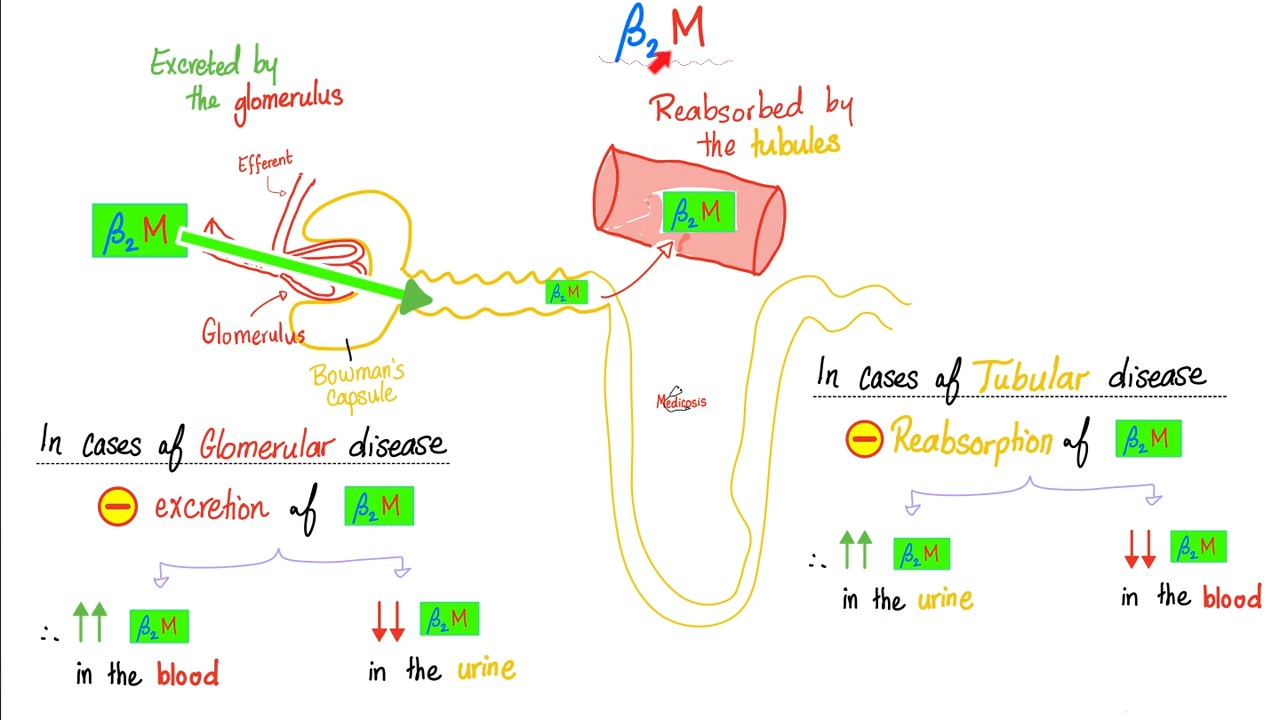 β₂M
Excreted by
the glomerulus
Reabsorbed by
the tubules
Efferent
β₂M
β₂M
β₂M
Glomerulus
Bowman's
Capsule
Medicosis
In cases of Glomerular disease
− excretion of β₂M
∴ ↑↑ β₂M
in the blood
↓↓ β₂M
in the urine
In cases of Tubular disease
− Reabsorption of β₂M
∴ ↑↑ β₂M
in the urine
↓↓ β₂M
in the blood